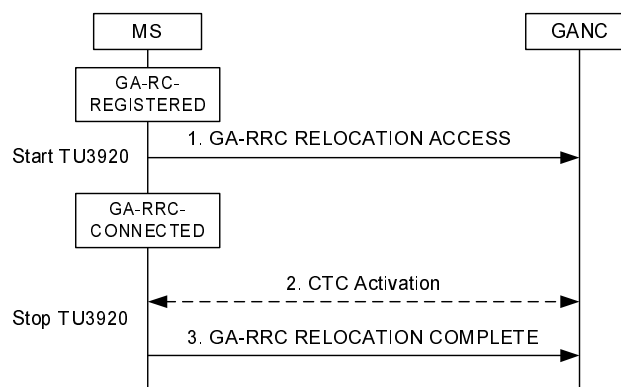 MS
GANC
GA-RC-
REGISTERED
1. GA-RRC RELOCATION ACCESS
Start TU3920
GA-RRC-
CONNECTED
2. CTC Activation
Stop TU3920
3. GA-RRC RELOCATION COMPLETE